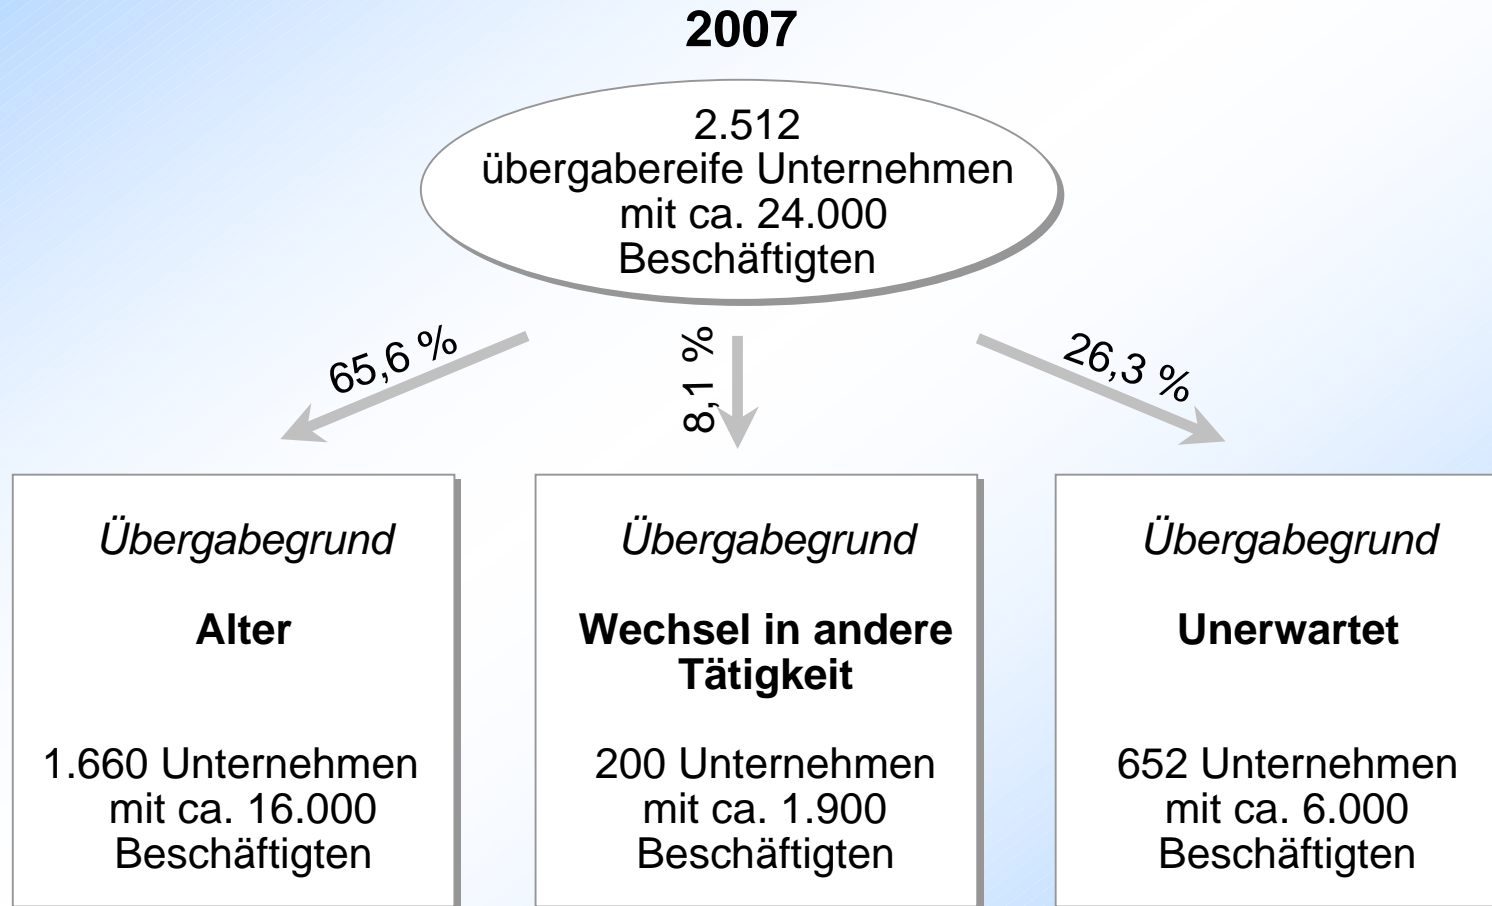 2007
2.512
übergabereife Unternehmen
mit ca. 24.000
Beschäftigten
65,6 %
8,1 %
26,3 %
Übergabegrund
Alter
1.660 Unternehmen
mit ca. 16.000
Beschäftigten
Übergabegrund
Wechsel in andere
Tätigkeit
200 Unternehmen
mit ca. 1.900
Beschäftigten
Übergabegrund
Unerwartet
652 Unternehmen
mit ca. 6.000
Beschäftigten